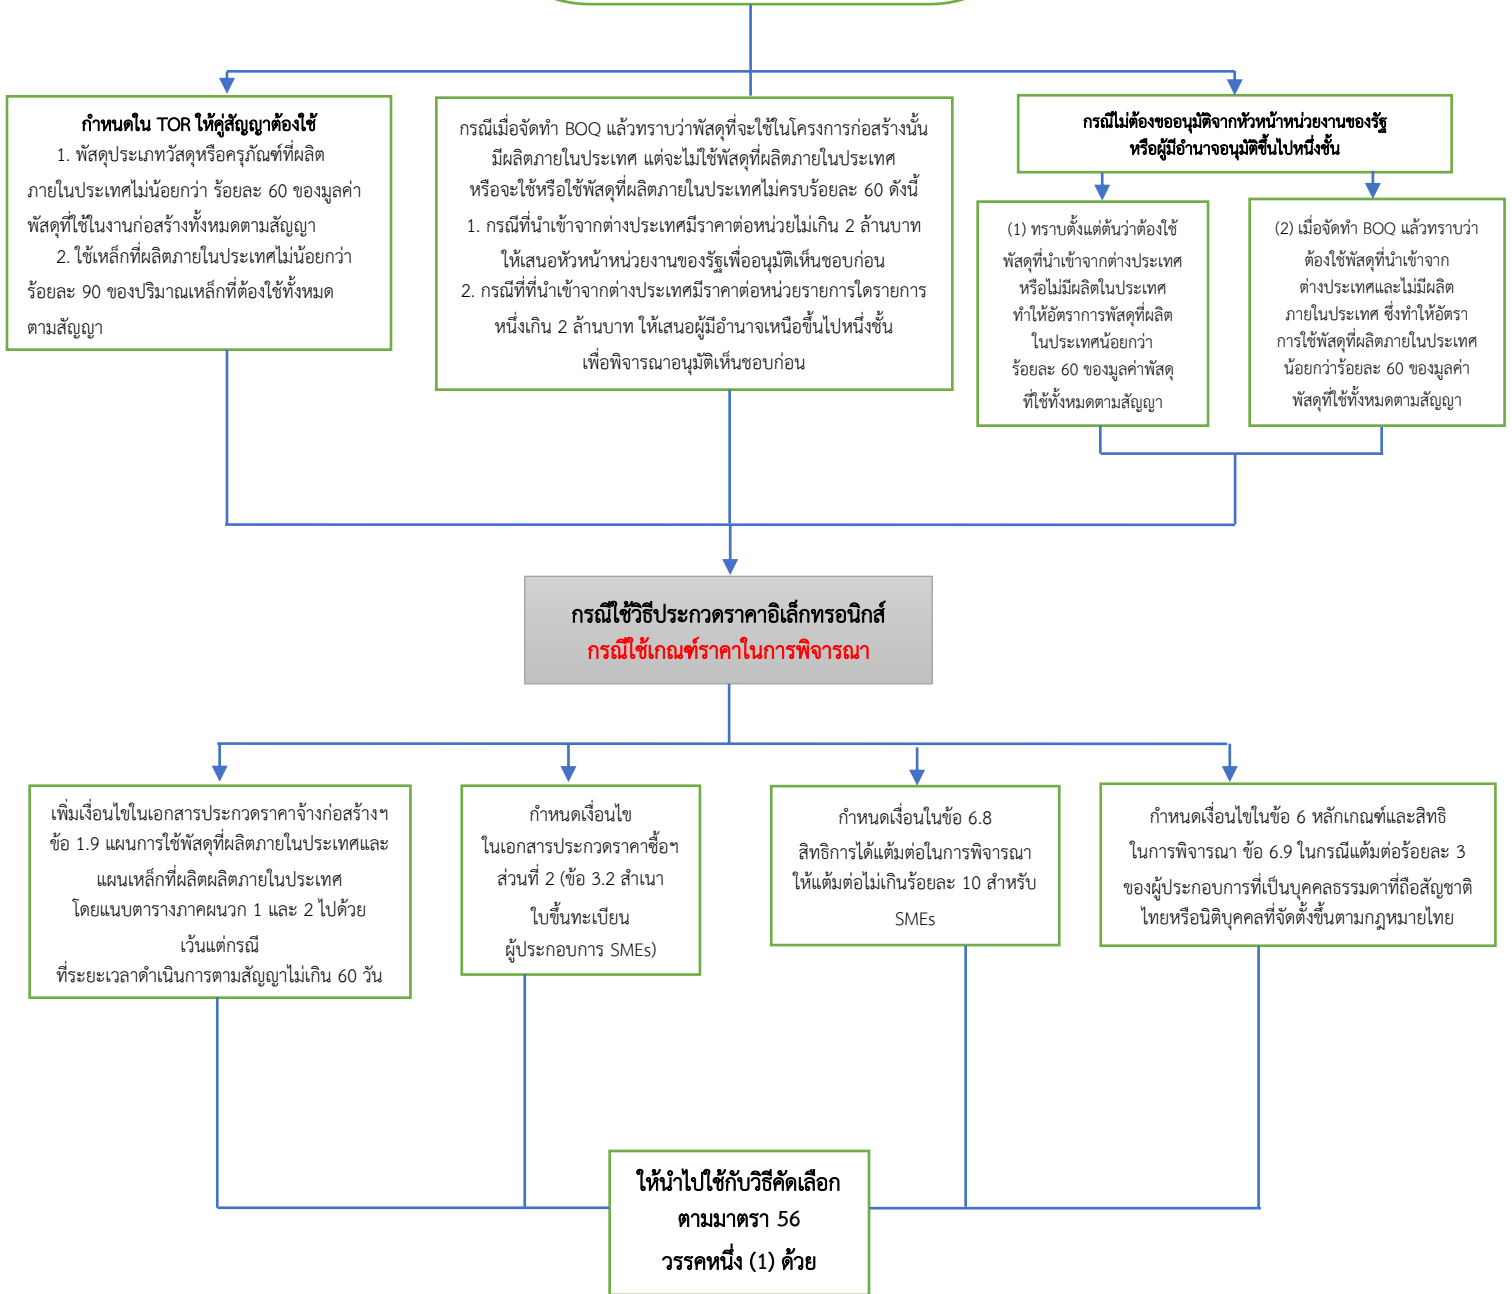 กำหนดใน TOR ให้คู่สัญญาต้องใช้
1. พัสดุประเภทวัสดุหรือครุภัณฑ์ที่ผลิต
ภายในประเทศไม่น้อยกว่า ร้อยละ 60 ของมูลค่า
พัสดุที่ใช้ในงานก่อสร้างทั้งหมดตามสัญญา
2. ใช้เหล็กที่ผลิตภายในประเทศไม่น้อยกว่า
ร้อยละ 90 ของปริมาณเหล็กที่ต้องใช้ทั้งหมด
ตามสัญญา
กรณีเมื่อจัดทำ BOQ แล้วทราบว่าพัสดุที่จะใช้ในโครงการก่อสร้างนั้น
มีผลิตภายในประเทศ แต่จะไม่ใช้พัสดุที่ผลิตภายในประเทศ
หรือจะใช้หรือใช้พัสดุที่ผลิตภายในประเทศไม่ครบร้อยละ 60 ดังนี้
1. กรณีที่นำเข้าจากต่างประเทศมีราคาต่อหน่วยไม่เกิน 2 ล้านบาท
ให้เสนอหัวหน้าหน่วยงานของรัฐเพื่ออนุมัติเห็นชอบก่อน
2. กรณีที่ที่นำเข้าจากต่างประเทศมีราคาต่อหน่วยรายการใดรายการ
หนึ่งเกิน 2 ล้านบาท ให้เสนอผู้มีอำนาจเหนือขึ้นไปหนึ่งชั้น
เพื่อพิจารณาอนุมัติเห็นชอบก่อน
กรณีไม่ต้องขออนุมัติจากหัวหน้าหน่วยงานของรัฐ
หรือผู้มีอำนาจอนุมัติขึ้นไปหนึ่งชั้น
(1) ทราบตั้งแต่ต้นว่าต้องใช้
พัสดุที่นำเข้าจากต่างประเทศ
หรือไม่มีผลิตในประเทศ
ทำให้อัตราการพัสดุที่ผลิต
ในประเทศน้อยกว่า
ร้อยละ 60 ของมูลค่าพัสดุ
ที่ใช้ทั้งหมดตามสัญญา
(2) เมื่อจัดทำ BOQ แล้วทราบว่า
ต้องใช้พัสดุที่นำเข้าจาก
ต่างประเทศและไม่มีผลิต
ภายในประเทศ ซึ่งทำให้อัตรา
การใช้พัสดุที่ผลิตภายในประเทศ
น้อยกว่าร้อยละ 60 ของมูลค่า
พัสดุที่ใช้ทั้งหมดตามสัญญา
กรณีใช้วิธีประกวดราคาอิเล็กทรอนิกส์
กรณีใช้เกณฑ์ราคาในการพิจารณา
เพิ่มเงื่อนไขในเอกสารประกวดราคาจ้างก่อสร้างฯ
ข้อ 1.9 แผนการใช้พัสดุที่ผลิตภายในประเทศและ
แผนเหล็กที่ผลิตผลิตภายในประเทศ
โดยแนบตารางภาคผนวก 1 และ 2 ไปด้วย
เว้นแต่กรณี
ที่ระยะเวลาดำเนินการตามสัญญาไม่เกิน 60 วัน
กำหนดเงื่อนไข
ในเอกสารประกวดราคาซื้อฯ
ส่วนที่ 2 (ข้อ 3.2 สำเนา
ใบขึ้นทะเบียน
ผู้ประกอบการ SMEs)
กำหนดเงื่อนในข้อ 6.8
สิทธิการได้แต้มต่อในการพิจารณา
ให้แต้มต่อไม่เกินร้อยละ 10 สำหรับ
SMEs
กำหนดเงื่อนไขในข้อ 6 หลักเกณฑ์และสิทธิ
ในการพิจารณา ข้อ 6.9 ในกรณีแต้มต่อร้อยละ 3
ของผู้ประกอบการที่เป็นบุคคลธรรมดาที่ถือสัญชาติ
ไทยหรือนิติบุคคลที่จัดตั้งขึ้นตามกฎหมายไทย
ให้นำไปใช้กับวิธีคัดเลือก
ตามมาตรา 56
วรรคหนึ่ง (1) ด้วย